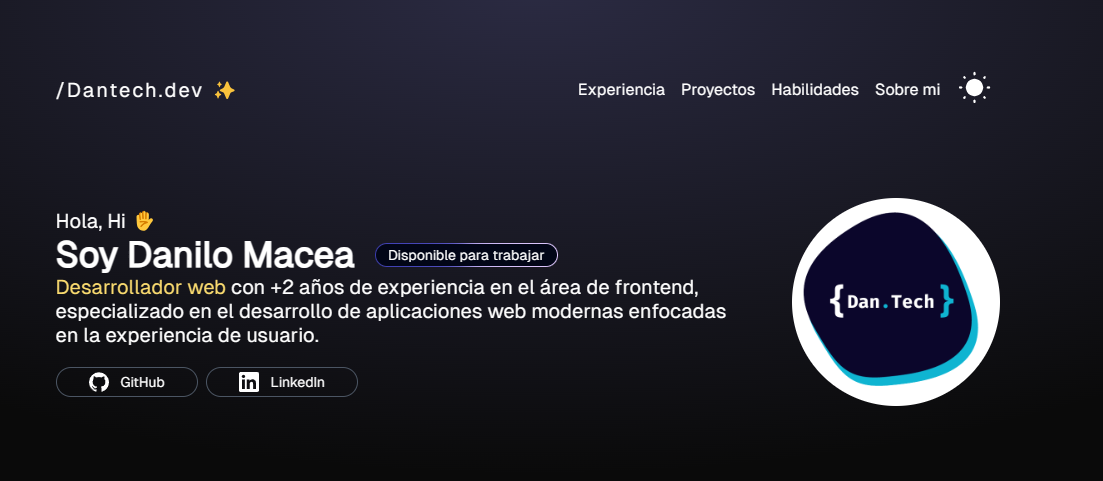 /Dantech.dev ✨
Experiencia Proyectos Habilidades Sobre mi
Hola, Hi ✋
Soy Danilo Macea
Disponible para trabajar
Desarrollador web con +2 años de experiencia en el área de frontend,
especializado en el desarrollo de aplicaciones web modernas enfocadas
en la experiencia de usuario.
GitHub
LinkedIn
{Dan.Tech}